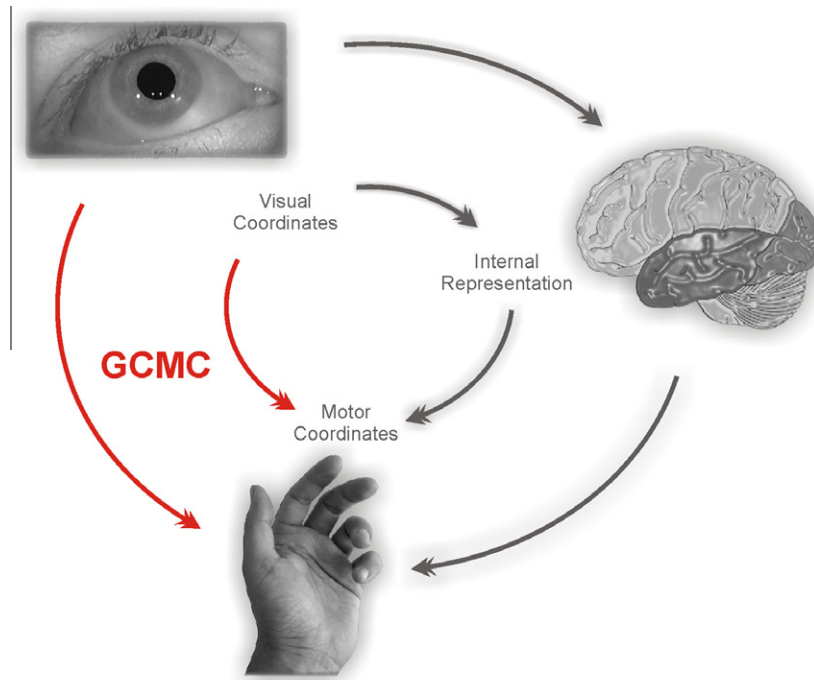 Visual
Coordinates
Internal
Representation
GCMC
Motor
Coordinates